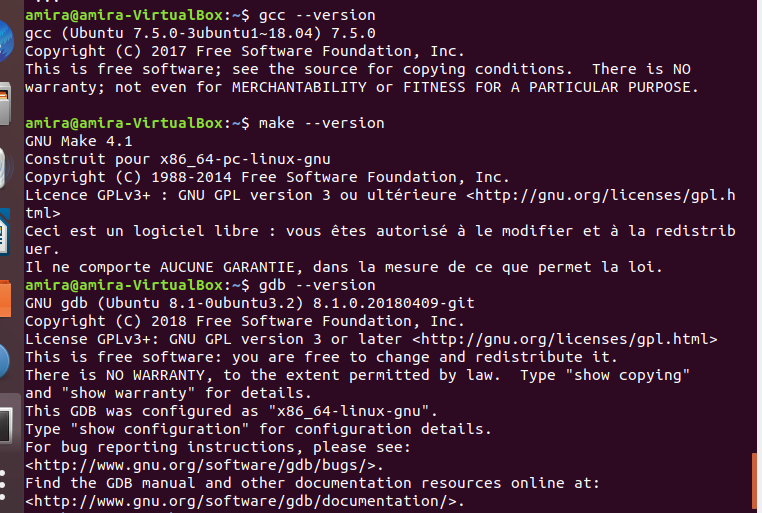 amira@amira-VirtualBox:~$ gcc --version
gcc (Ubuntu 7.5.0-3ubuntu1~18.04) 7.5.0
Copyright (C) 2017 Free Software Foundation, Inc.
This is free software; see the source for copying conditions.  There is NO
warranty; not even for MERCHANTABILITY or FITNESS FOR A PARTICULAR PURPOSE.

amira@amira-VirtualBox:~$ make --version
GNU Make 4.1
Construit pour x86_64-pc-linux-gnu
Copyright (C) 1988-2014 Free Software Foundation, Inc.
Licence GPLv3+ : GNU GPL version 3 ou ultérieure <http://gnu.org/licenses/gpl.h
tml>
Ceci est un logiciel libre : vous êtes autorisé à le modifier et à la redistrib
uer.
Il ne comporte AUCUNE GARANTIE, dans la mesure de ce que permet la loi.
amira@amira-VirtualBox:~$ gdb --version
GNU gdb (Ubuntu 8.1-0ubuntu3.2) 8.1.0.20180409-git
Copyright (C) 2018 Free Software Foundation, Inc.
License GPLv3+: GNU GPL version 3 or later <http://gnu.org/licenses/gpl.html>
This is free software: you are free to change and redistribute it.
There is NO WARRANTY, to the extent permitted by law.  Type "show copying"
and "show warranty" for details.
This GDB was configured as "x86_64-linux-gnu".
Type "show configuration" for configuration details.
For bug reporting instructions, please see:
<http://www.gnu.org/software/gdb/bugs/>.
Find the GDB manual and other documentation resources online at:
<http://www.gnu.org/software/gdb/documentation/>.